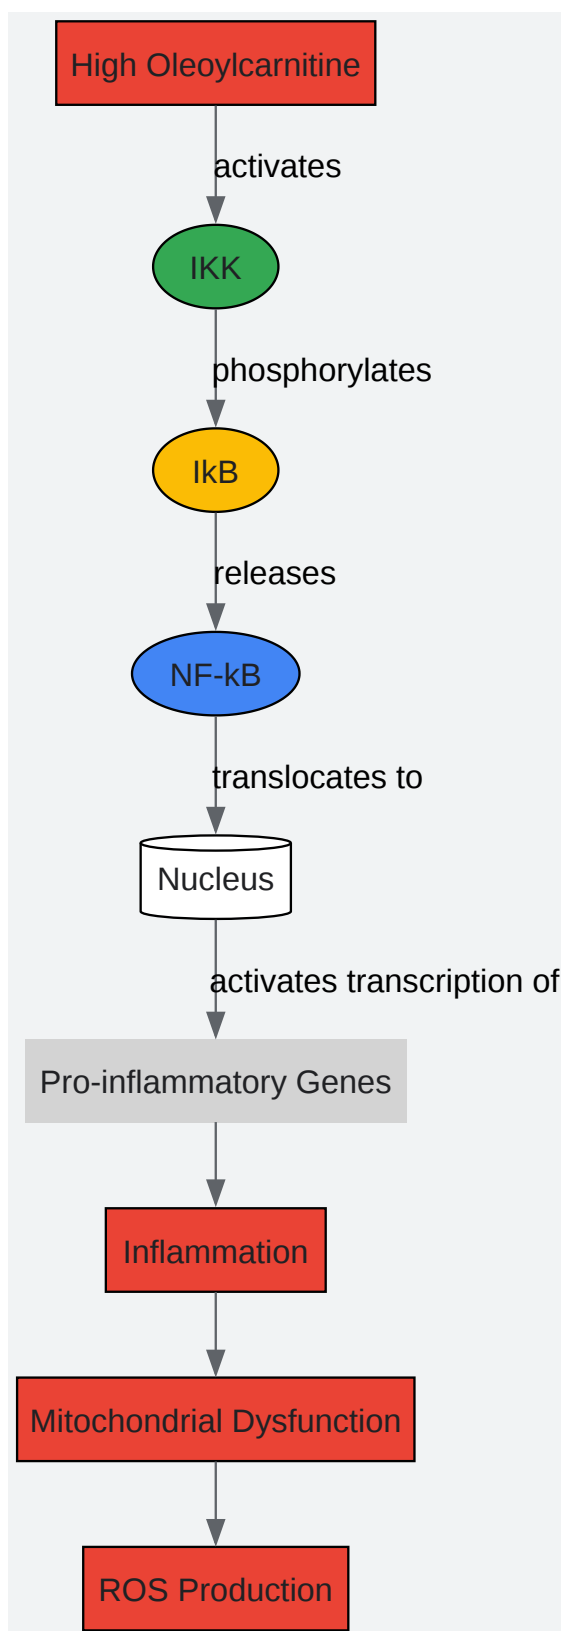 High Oleoylcarnitine
activates
IKK
phosphorylates
IkB
releases
NF-kB
translocates to
Nucleus
activates transcription of
Pro-inflammatory Genes
Inflammation
Mitochondrial Dysfunction
ROS Production